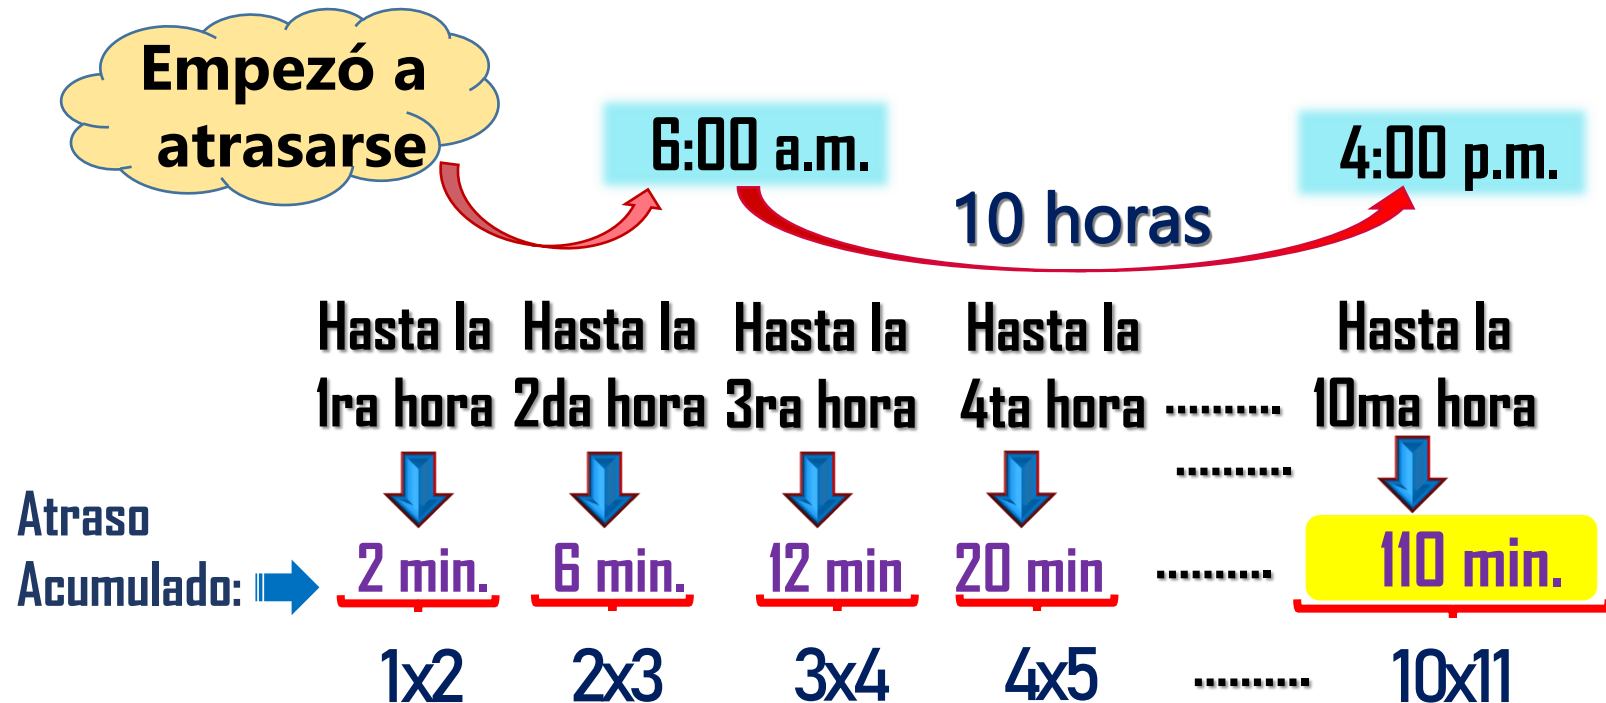 Empezó a
atrasarse
6:00 a.m.
4:00 p.m.
10 horas
Hasta la
1ra hora
Hasta la
2da hora
Hasta la
3ra hora
Hasta la
4ta hora
..........
..........
Hasta la
10ma hora
Atraso
Acumulado:
2 min.
6 min.
12 min
20 min
..........
110 min.
1x2
2x3
3x4
4x5
..........
10x11